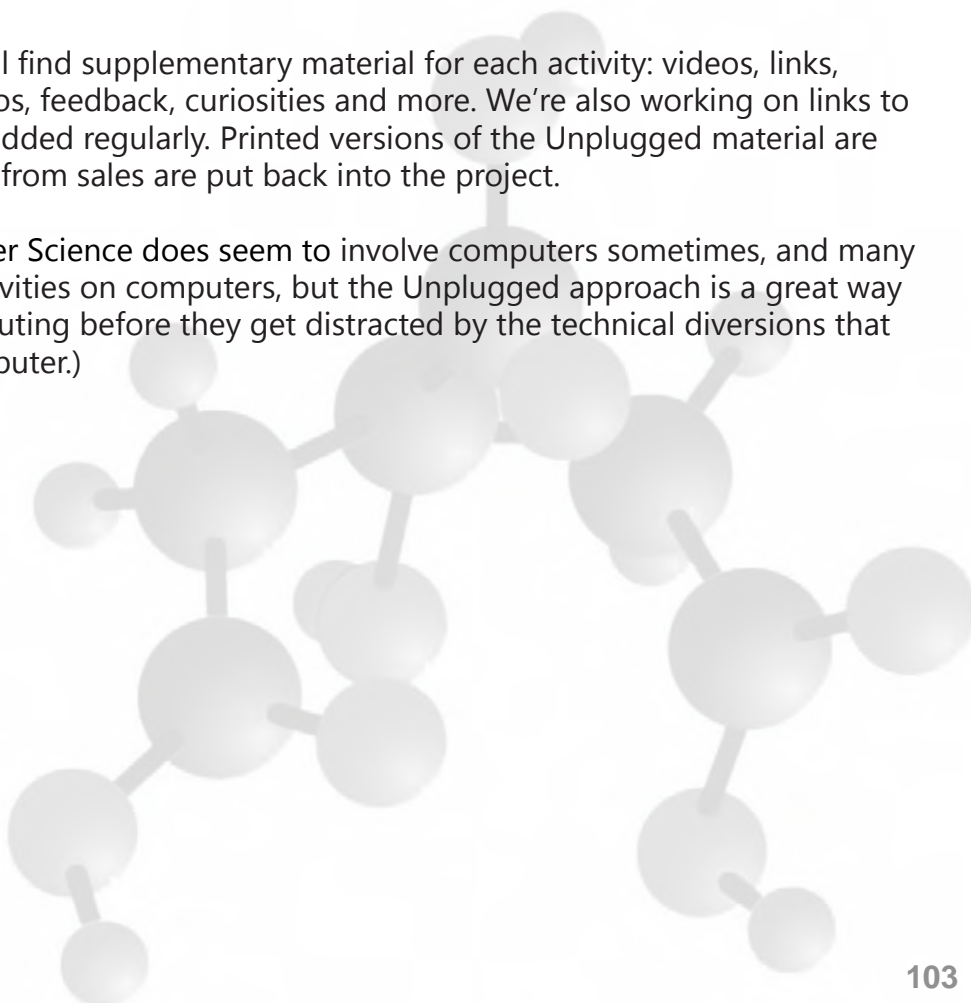 l find supplementary material for each activity: videos, links,
os, feedback, curiosities and more. We're also working on links to
dded regularly. Printed versions of the Unplugged material are
from sales are put back into the project.
er Science does seem to involve computers sometimes, and many
vities on computers, but the Unplugged approach is a great way
uting before they get distracted by the technical diversions that
puter.)
103